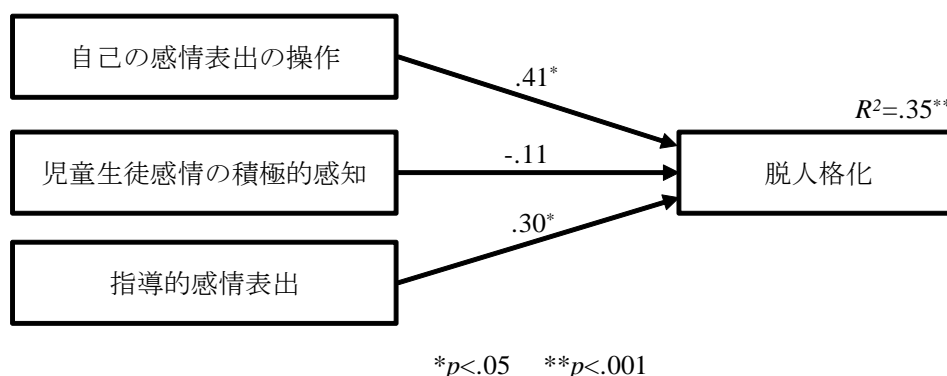 自己の感情表出の操作
.41*
R²=.35**
児童生徒感情の積極的感知
-.11
脱人格化
.30*
指導的感情表出
*p<.05 **p<.001